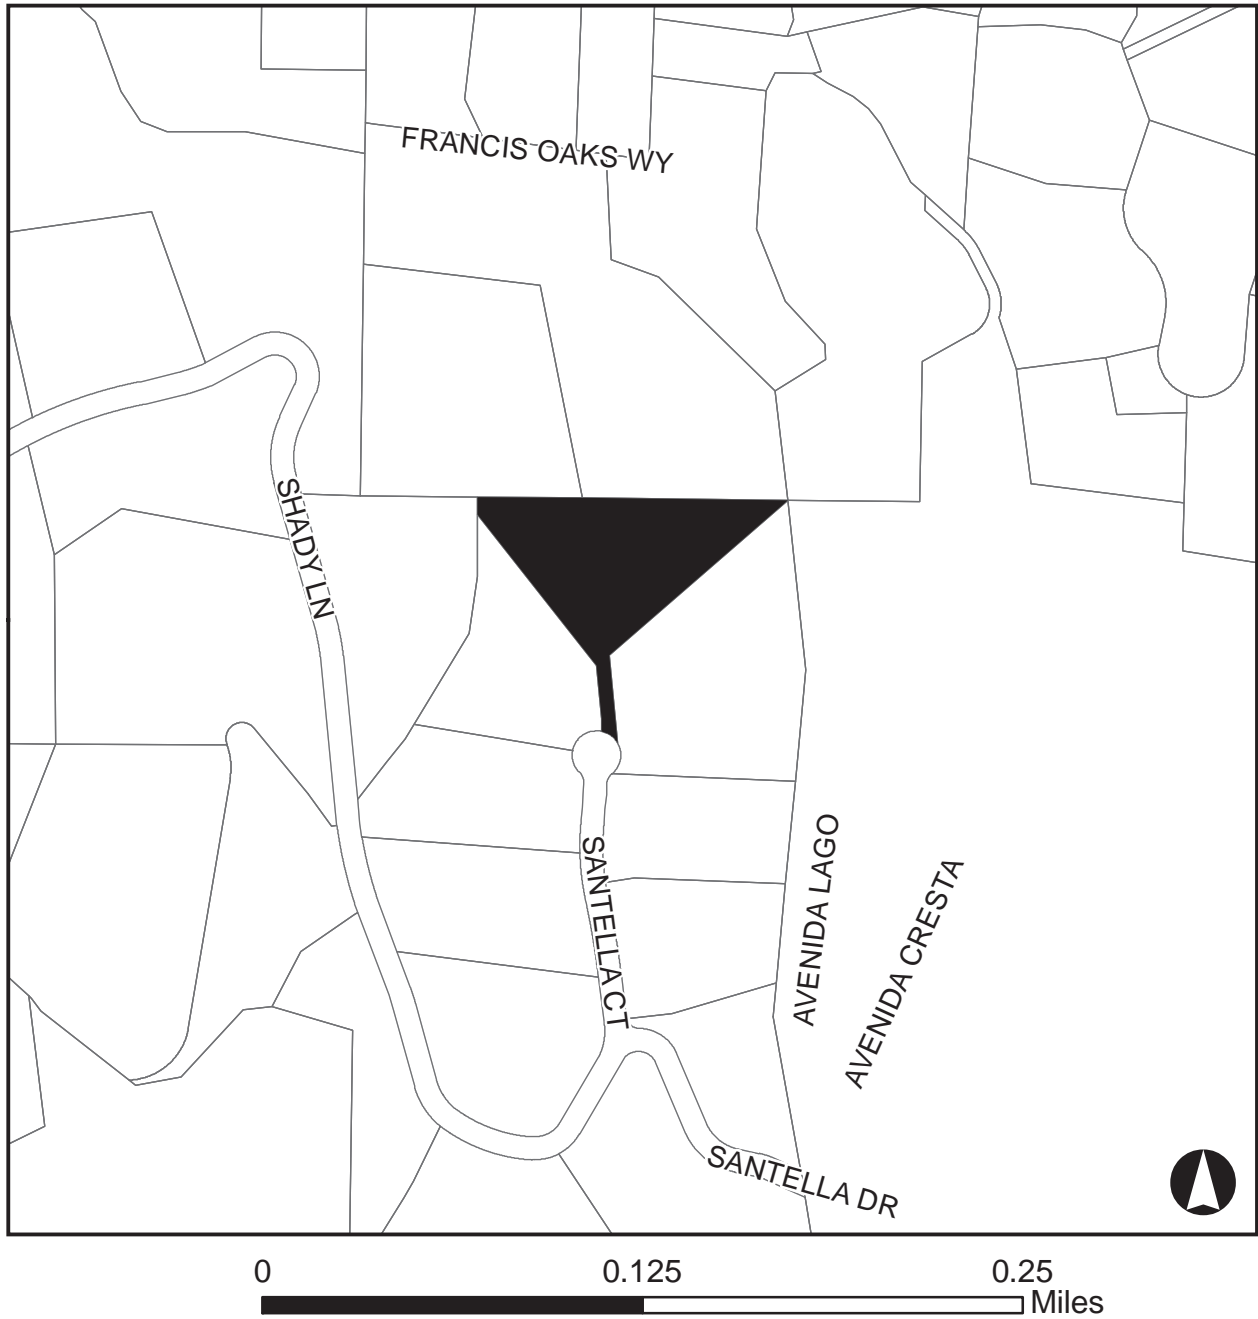 FRANCIS OAKS WY
SHADY LN
SANTELLA CT
AVENIDA LAGO
AVENIDA CRESTA
SANTELLA DR
0 0.125 0.25
Miles